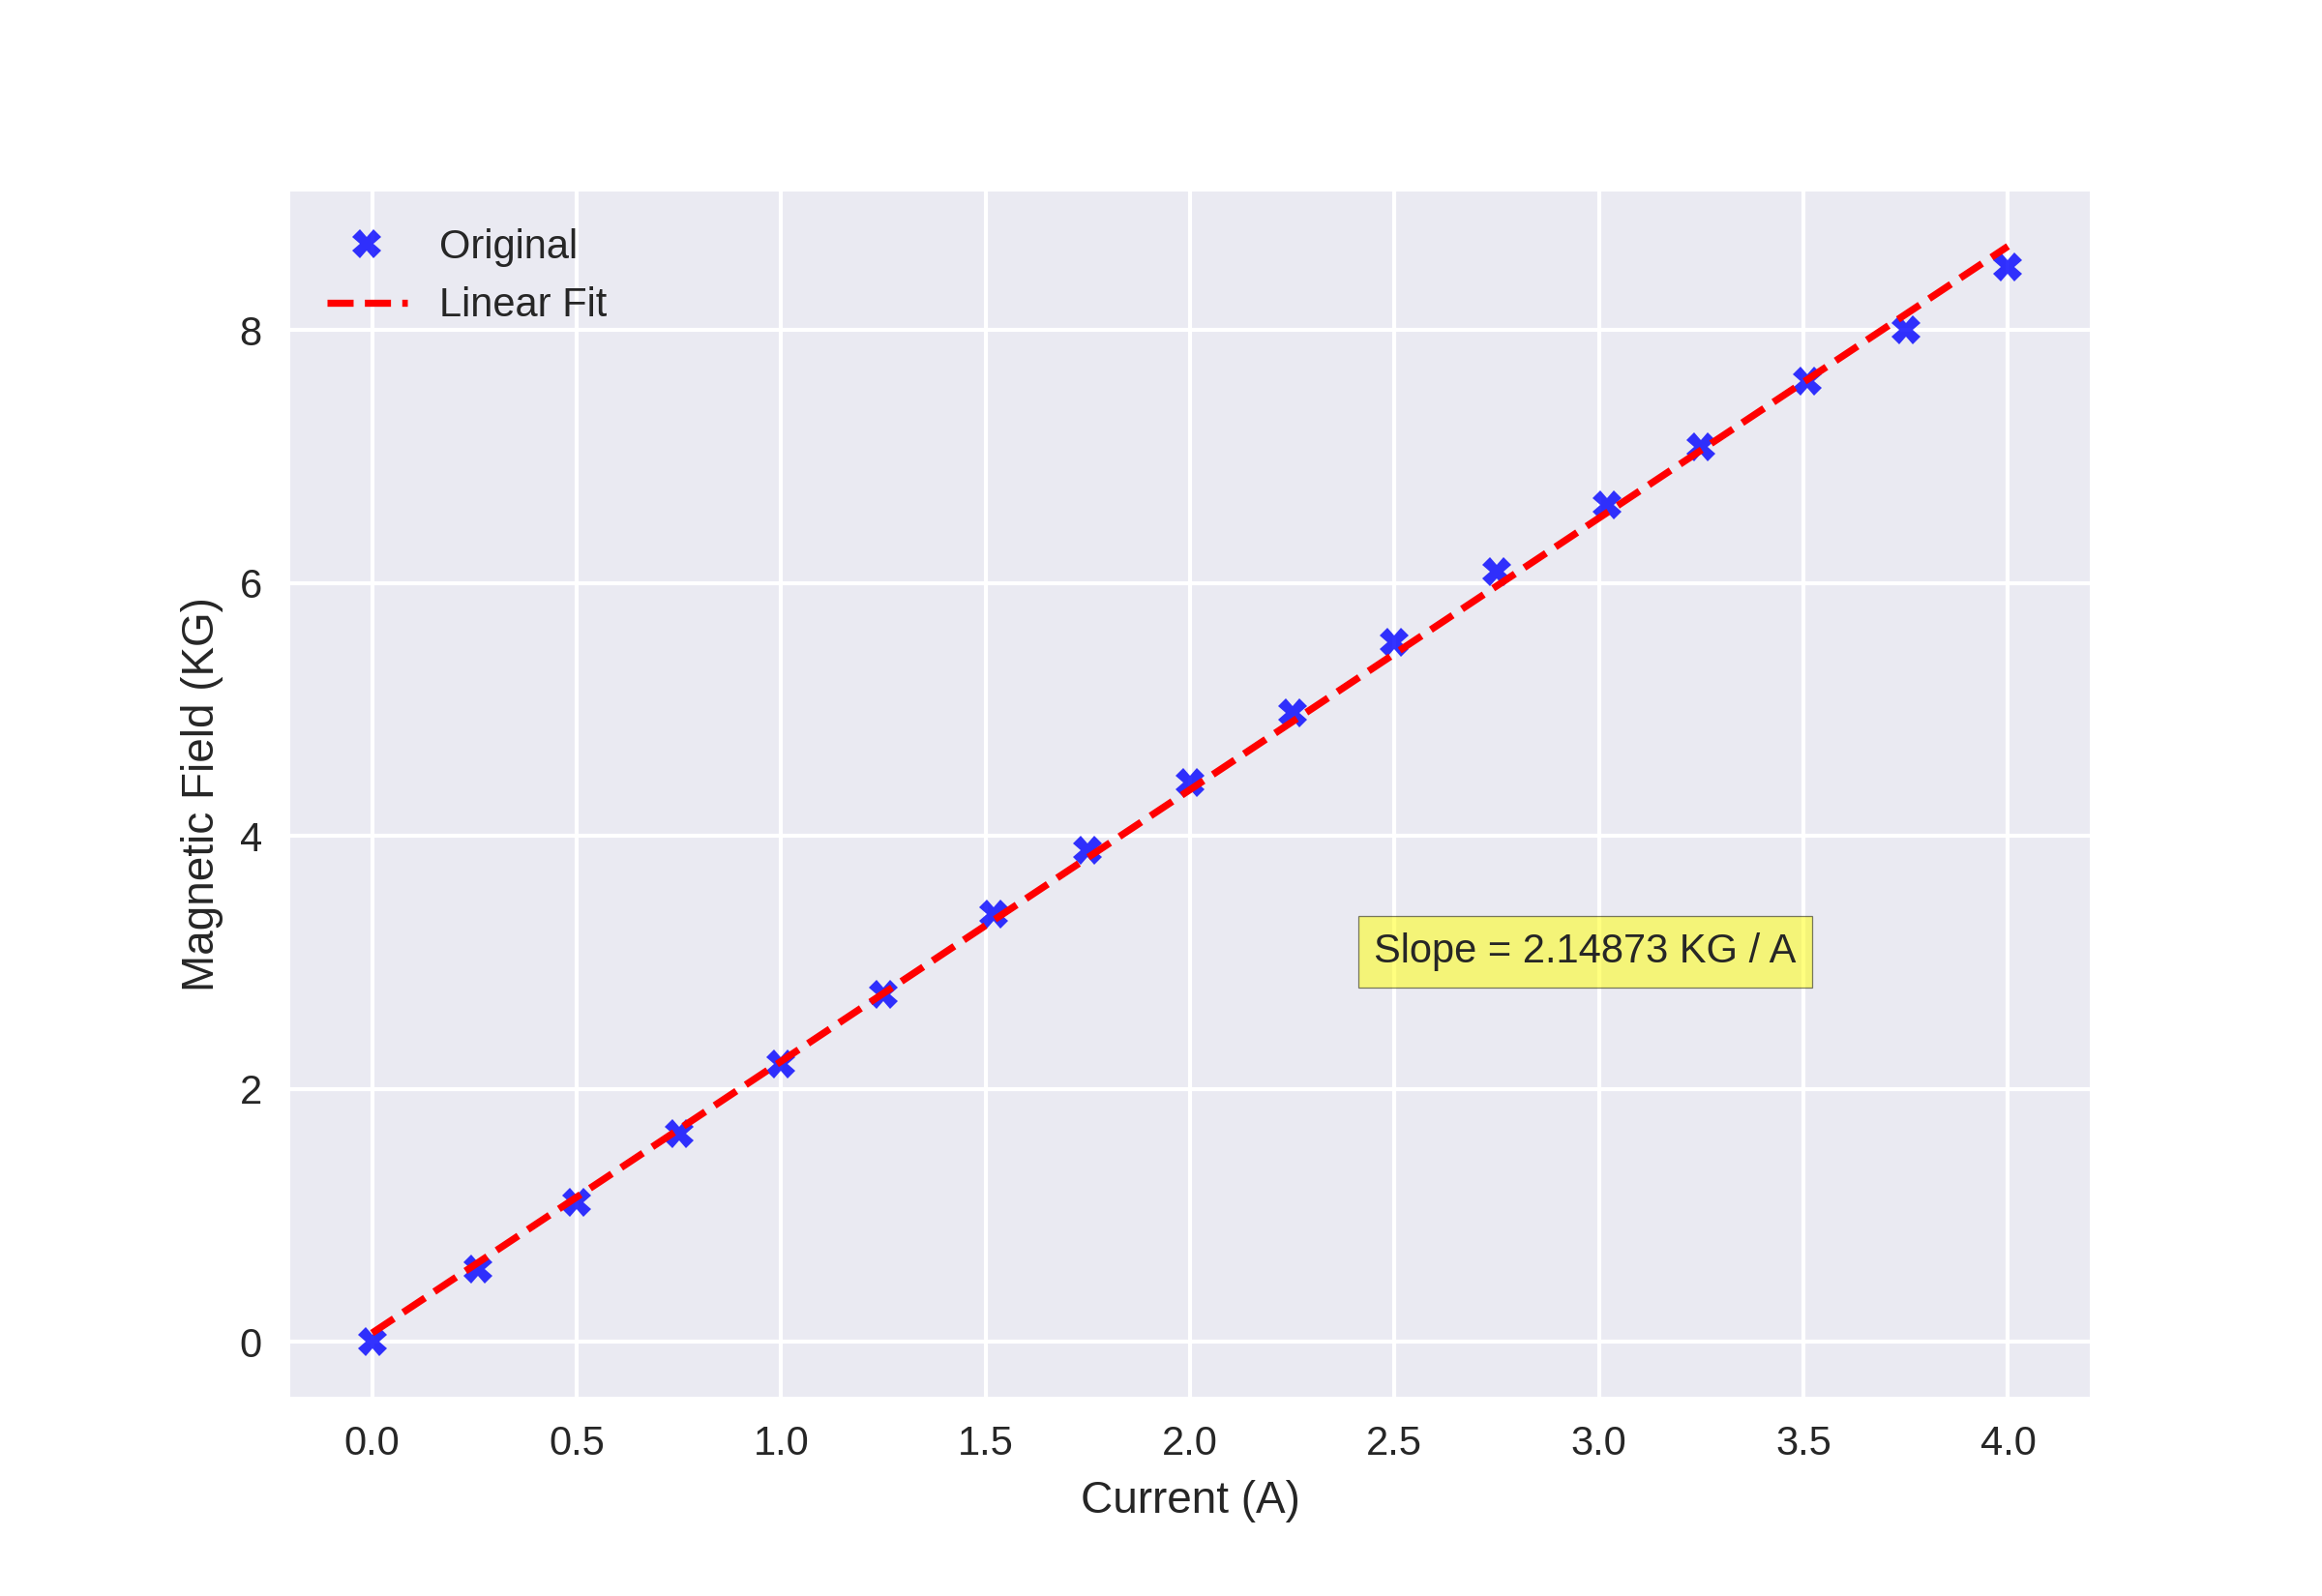 Original
Linear Fit
8
6
4
2
0
Magnetic Field (KG)
Slope = 2.14873 KG / A
0.0 0.5 1.0 1.5 2.0 2.5 3.0 3.5 4.0
Current (A)